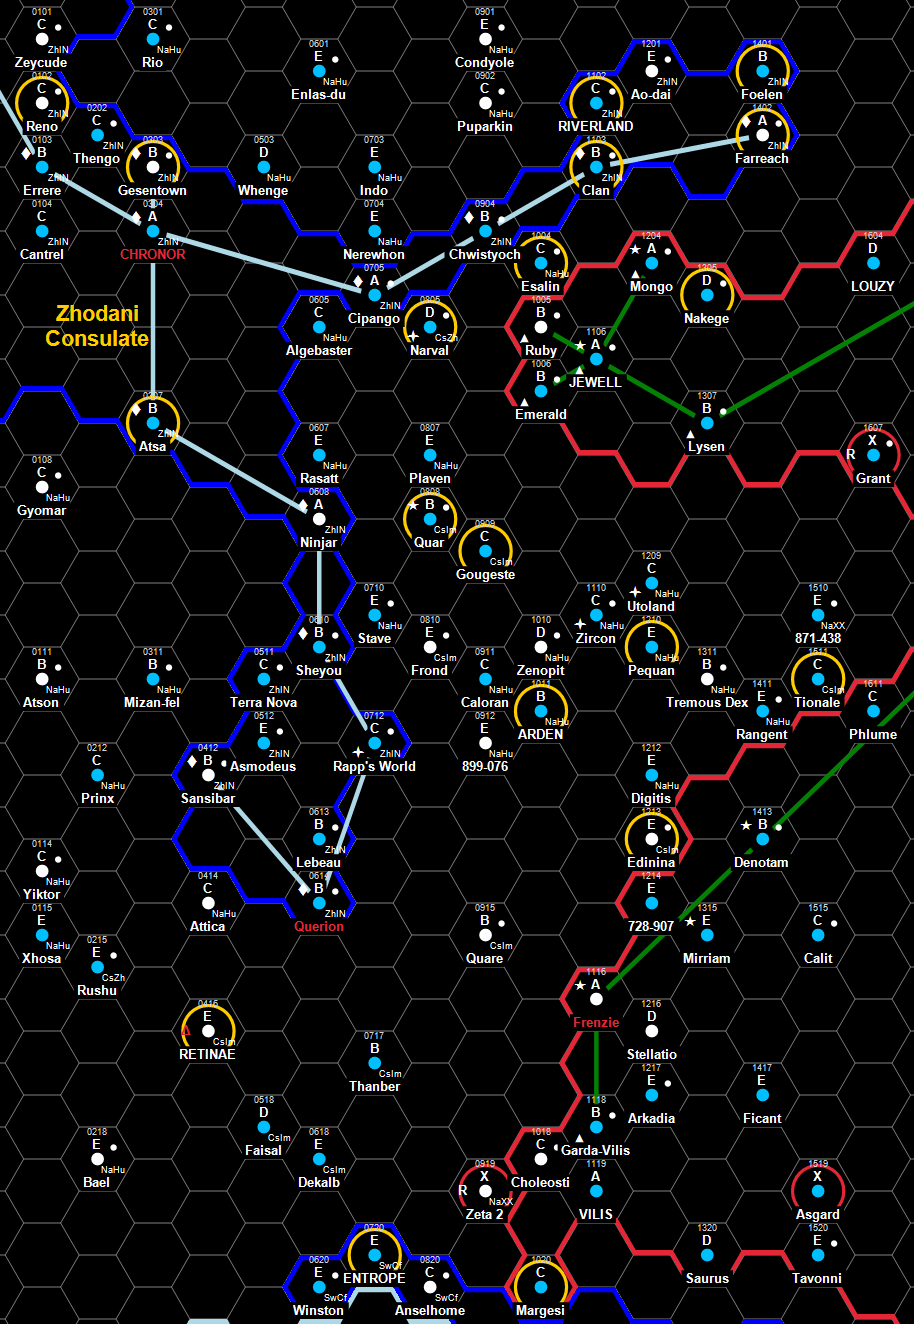 0101
C
ZhIN
Zeycude
0301
C
NaHu
Rio
0601
E
NaHu
Enlas-du
0901
E
NaHu
Condyole
1201
E
ZhIN
Ao-dai
1401
B
ZhIN
Foelen
0102
C
ZhIN
Reno
0202
C
ZhIN
Thengo
0902
C
NaHu
Puparkin
1102
C
ZhIN
RIVERLAND
1402
A
ZhIN
Farreach
0103
B
ZhIN
Errere
0303
B
ZhIN
Gesentown
0503
D
NaHu
Whenge
0703
E
NaHu
Indo
1103
B
ZhIN
Clan
0104
C
ZhIN
Cantrel
0304
A
ZhIN
CHRONOR
0704
E
NaHu
Nerewhon
0904
B
ZhIN
Chwistyoch
1004
C
NaHu
Esalin
1204
A
Mongo
1604
D
LOUZY
0605
C
NaHu
Algebaster
0705
A
ZhIN
Cipango
0805
D
CsZh
Narval
1005
B
Ruby
1305
D
Nakege
Zhodani
Consulate
1006
B
Emerald
1106
A
JEWELL
0307
B
ZhIN
Atsa
0607
E
NaHu
Rasatt
0807
E
NaHu
Plaven
1307
B
Lysen
1607
X
R
Grant
0108
C
NaHu
Gyomar
0608
A
ZhIN
Ninjar
0808
B
CsIm
Quar
0909
C
CsIm
Gougeste
1209
C
NaHu
Utoland
0610
B
ZhIN
Sheyou
0710
E
NaHu
Stave
0810
E
CsIm
Frond
1010
D
NaHu
Zenopit
1110
C
NaHu
Zircon
1210
E
NaHu
Pequan
1510
E
NaXX
871-438
0111
B
NaHu
Atson
0311
B
NaHu
Mizan-fel
0511
C
ZhIN
Terra Nova
0911
C
NaHu
Caloran
1011
B
NaHu
ARDEN
1311
B
NaHu
Tremous Dex
1411
E
NaHu
Rangent
1511
C
CsIm
Tionale
1611
C
Phlume
0212
C
NaHu
Prinx
0412
B
ZhIN
Sansibar
0512
E
ZhIN
Asmodeus
0712
C
ZhIN
Rapp's World
0912
E
NaHu
899-076
1212
E
NaHu
Digitis
0613
B
ZhIN
Lebeau
1213
E
CsIm
Edinina
1413
B
Denotam
0114
C
NaHu
Yiktor
0414
C
NaHu
Attica
0614
B
ZhIN
Querion
1214
E
728-907
0115
E
NaHu
Xhosa
0215
E
CsZh
Rushu
0915
B
CsIm
Quare
1315
E
Mirriam
1515
C
Calit
0416
E
CsIm
RETINAE
1116
A
Frenzie
1216
D
Stellatio
0717
B
CsIm
Thanber
1217
E
Arkadia
1417
E
Ficant
0218
E
NaHu
Bael
0518
D
CsIm
Faisal
0618
E
CsIm
Dekalb
1018
C
Choleosti
1118
B
Garda-Vilis
0919
X
R
NaXX
Zeta 2
1119
A
VILIS
1519
X
Asgard
0620
E
SwCf
Winston
0720
E
SwCf
ENTROPE
0820
C
SwCf
Anselhome
1020
C
Margesi
1320
D
Saurus
1520
E
Tavonni